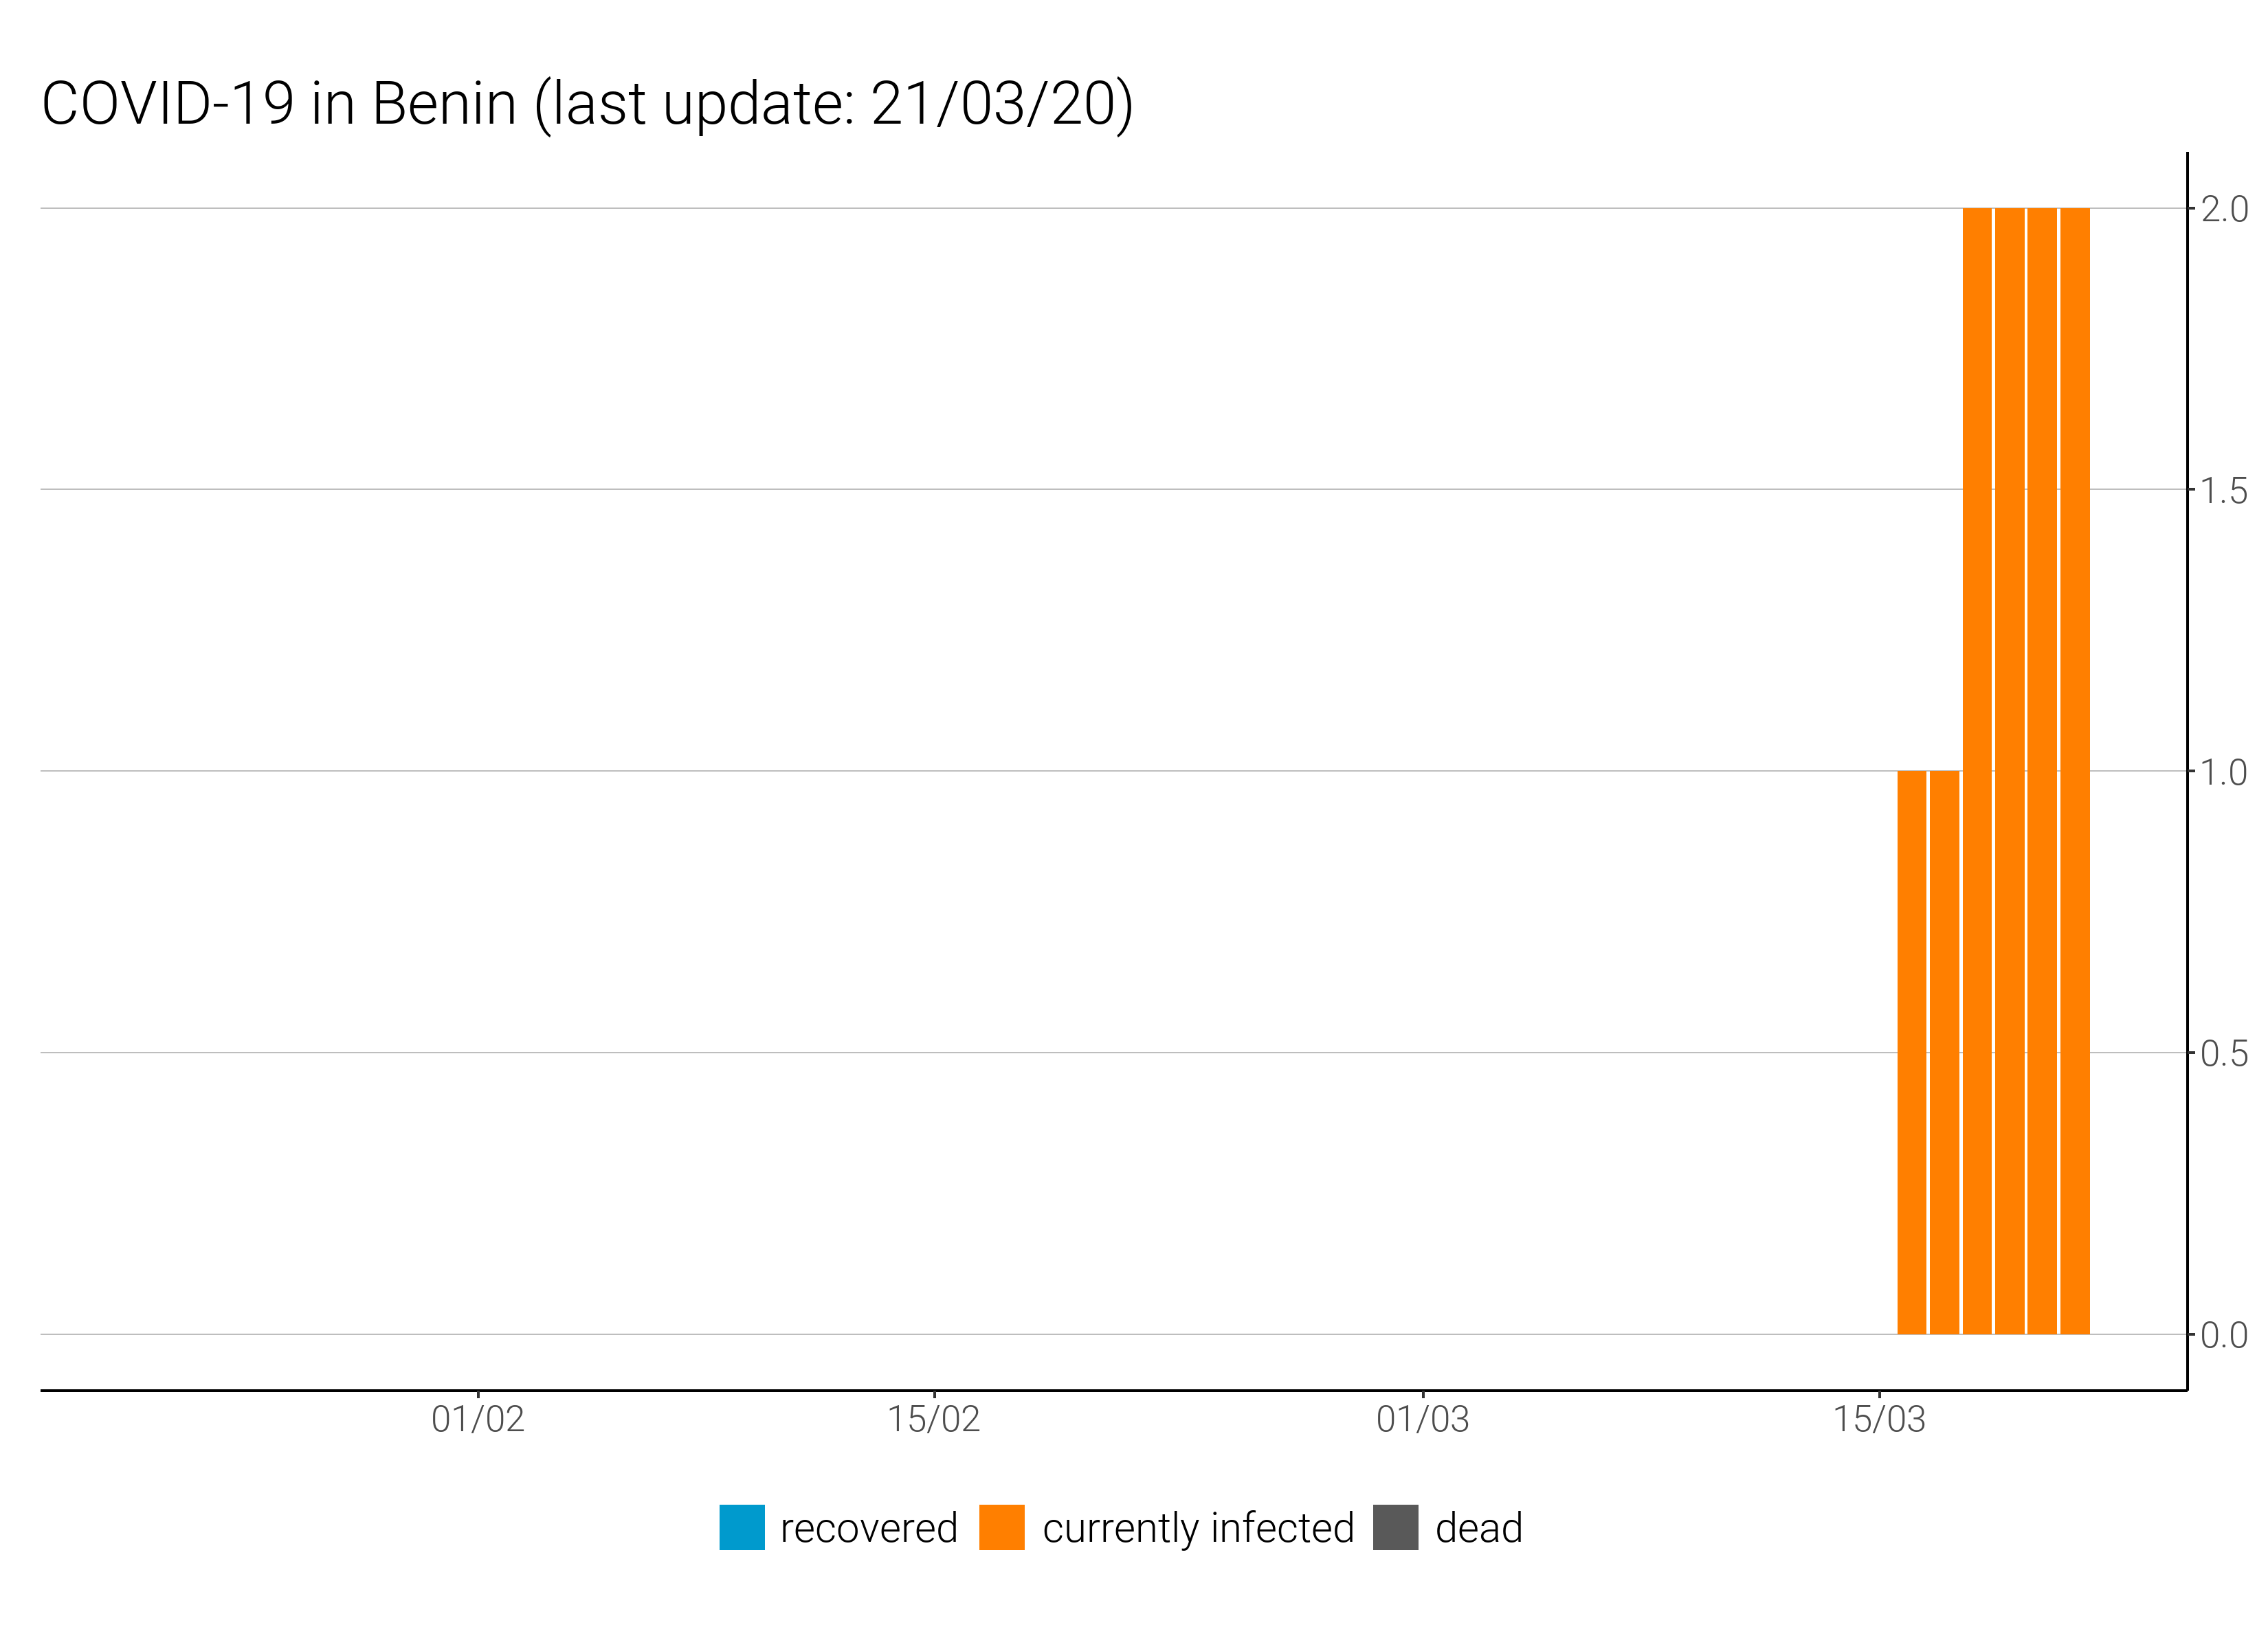 COVID-19 in Benin (last update: 21/03/20)
2.0
1.5
1.0
0.5
0.0
01/02 15/02 01/03 15/03
recovered currently infected dead